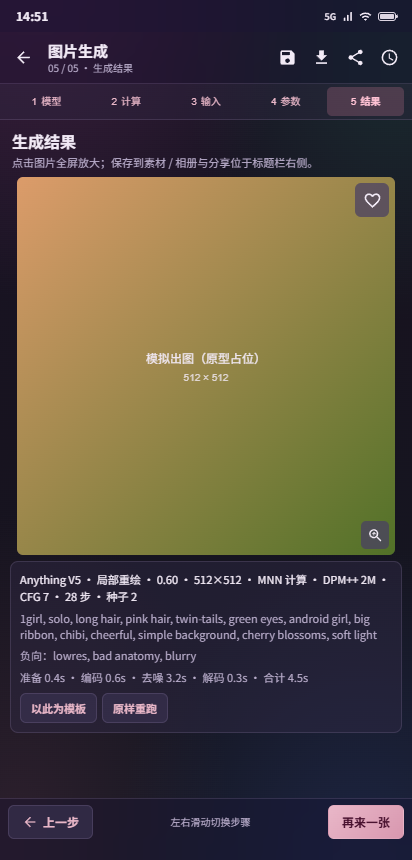 14:51
5G
图片生成
05 / 05 · 生成结果
1 模型
2 计算
3 输入
4 参数
5 结果
生成结果
点击图片全屏放大；保存到素材 / 相册与分享位于标题栏右侧。
模拟出图（原型占位）
512 × 512
Anything V5 · 局部重绘 · 0.60 · 512×512 · MNN 计算 · DPM++ 2M ·
CFG 7 · 28 步 · 种子 2
1girl, solo, long hair, pink hair, twin-tails, green eyes, android girl, big
ribbon, chibi, cheerful, simple background, cherry blossoms, soft light
负向：lowres, bad anatomy, blurry
准备 0.4s · 编码 0.6s · 去噪 3.2s · 解码 0.3s · 合计 4.5s
以此为模板
原样重跑
上一步
左右滑动切换步骤
再来一张